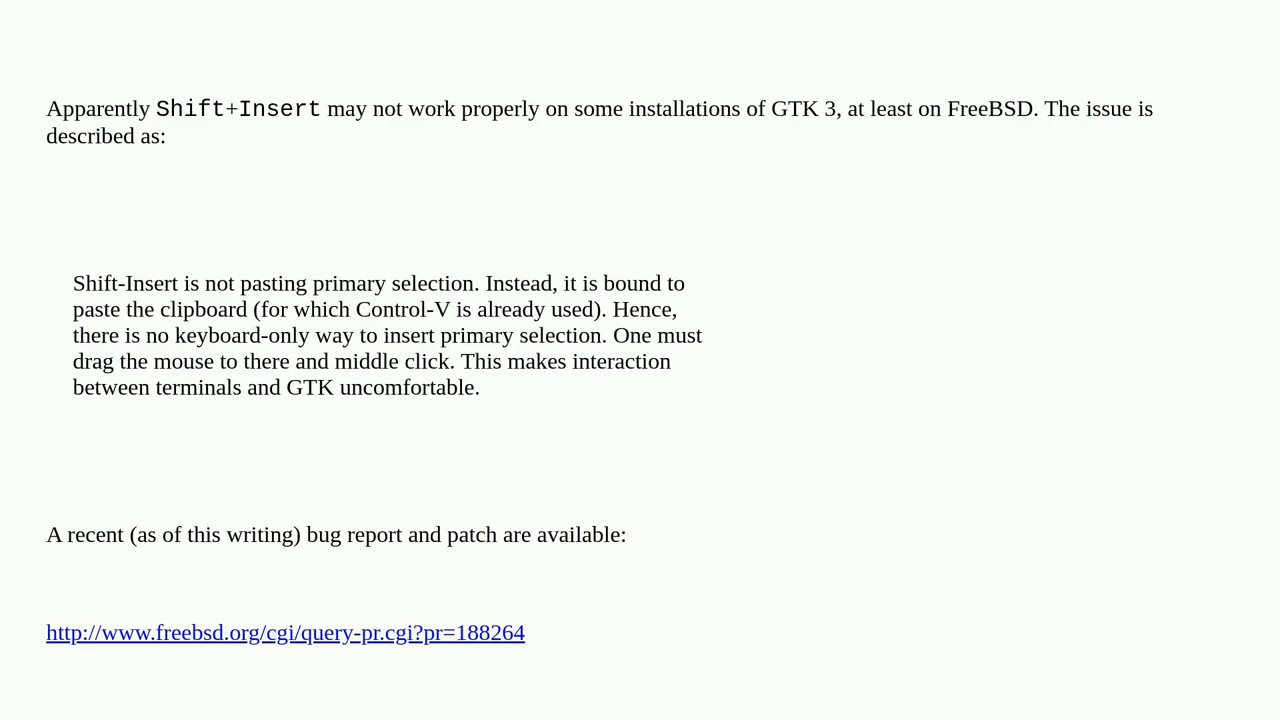 Apparently Shift+Insert may not work properly on some installations of GTK 3, at least on FreeBSD. The issue is
described as:
Shift-Insert is not pasting primary selection. Instead, it is bound to
paste the clipboard (for which Control-V is already used). Hence,
there is no keyboard-only way to insert primary selection. One must
drag the mouse to there and middle click. This makes interaction
between terminals and GTK uncomfortable.
A recent (as of this writing) bug report and patch are available:
http://www.freebsd.org/cgi/query-pr.cgi?pr=188264